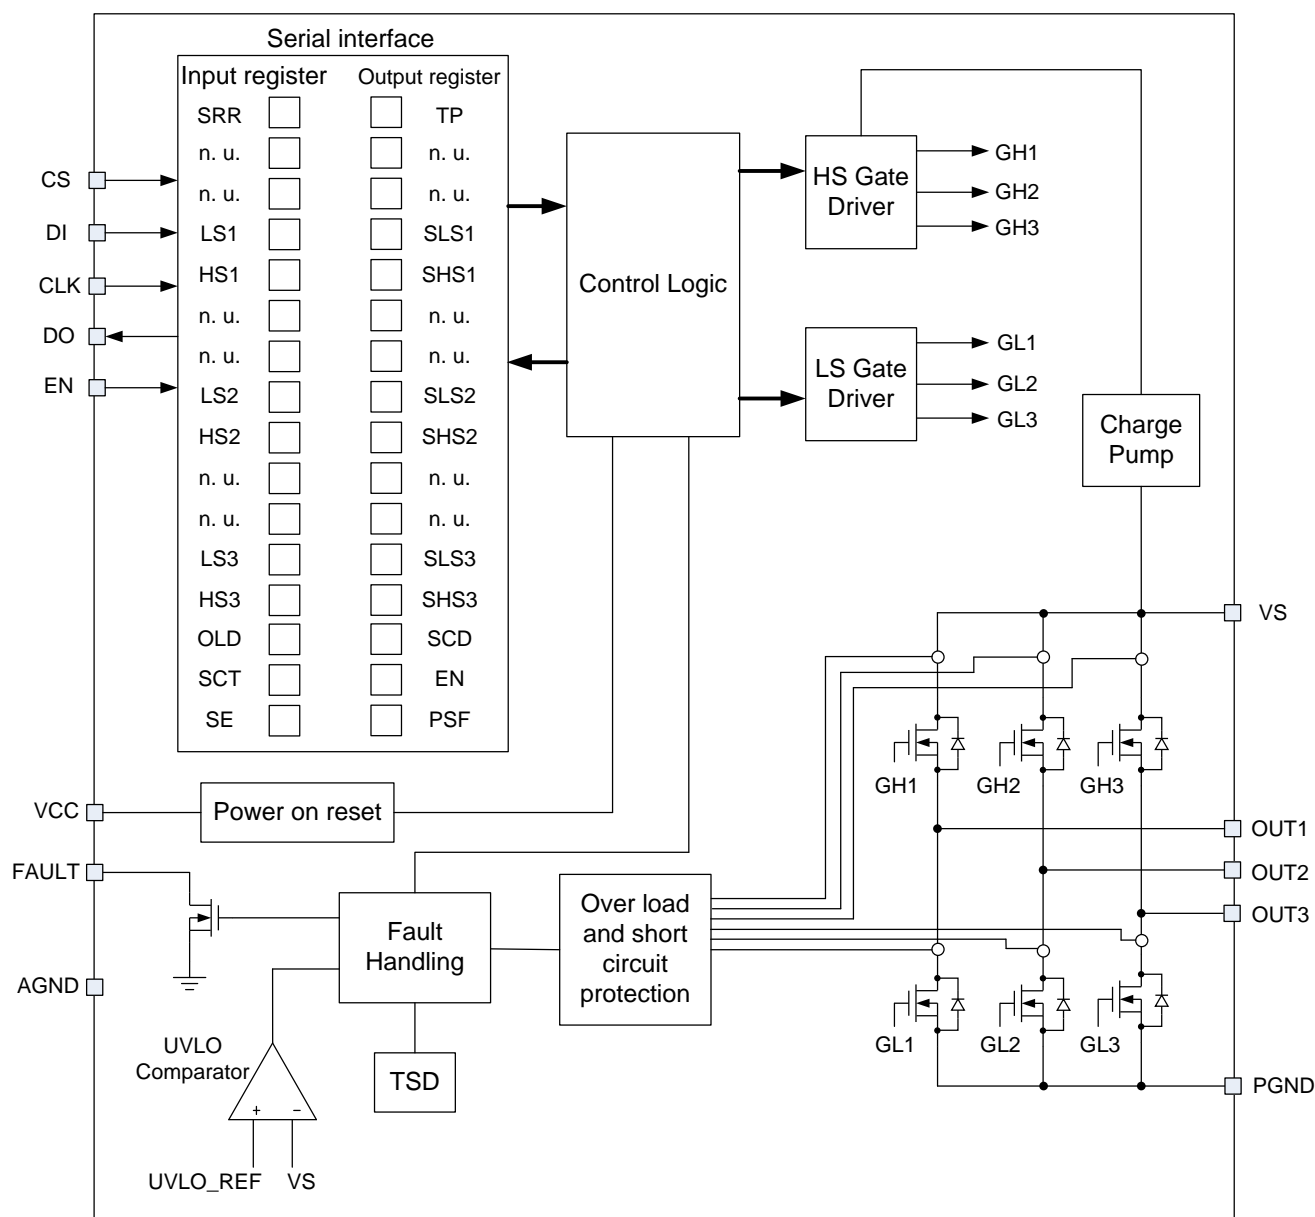 Serial interface
Input register
Output register
SRR
TP
n. u.
n. u.
n. u.
n. u.
LS1
SLS1
HS1
SHS1
n. u.
n. u.
n. u.
n. u.
LS2
SLS2
HS2
SHS2
n. u.
n. u.
n. u.
n. u.
LS3
SLS3
HS3
SHS3
OLD
SCD
SCT
EN
SE
PSF
CS
DI
CLK
DO
EN
Control Logic
HS Gate
Driver
GH1
GH2
GH3
LS Gate
Driver
GL1
GL2
GL3
Charge
Pump
VS
GH1
GH2
GH3
OUT1
OUT2
OUT3
GL1
GL2
GL3
PGND
VCC
Power on reset
FAULT
AGND
Fault
Handling
Over load
and short
circuit
protection
UVLO
Comparator
TSD
+
−
UVLO_REF
VS